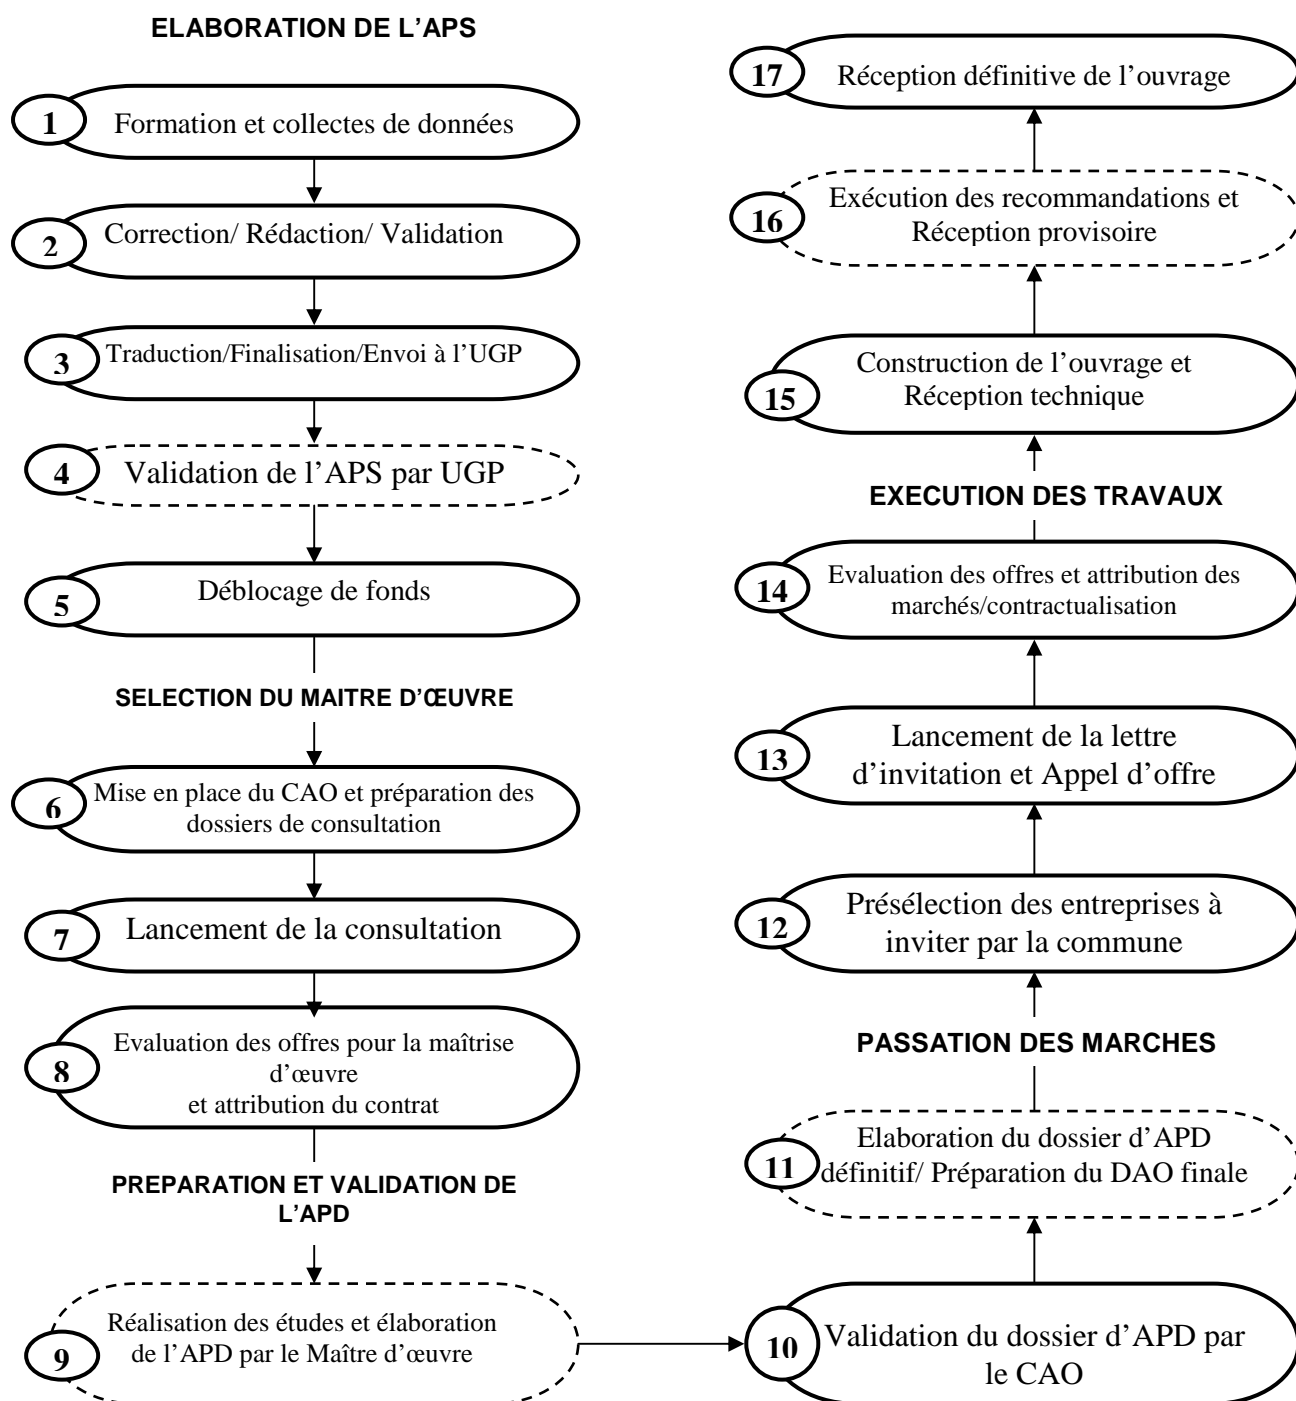 ELABORATION DE L’APS
1
Formation et collectes de données
2
Correction/ Rédaction/ Validation
3
Traduction/Finalisation/Envoi à l’UGP
4
Validation de l’APS par UGP
5
Déblocage de fonds
SELECTION DU MAITRE D’ŒUVRE
6
Mise en place du CAO et préparation des
dossiers de consultation
7
Lancement de la consultation
8
Evaluation des offres pour la maîtrise
d’œuvre
et attribution du contrat
PREPARATION ET VALIDATION DE
L’APD
9
Réalisation des études et élaboration
de l’APD par le Maître d’œuvre
10
Validation du dossier d’APD par
le CAO
11
Elaboration du dossier d’APD
définitif/ Préparation du DAO finale
PASSATION DES MARCHES
12
Présélection des entreprises à
inviter par la commune
13
Lancement de la lettre
d’invitation et Appel d’offre
14
Evaluation des offres et attribution des
marchés/contractualisation
EXECUTION DES TRAVAUX
15
Construction de l’ouvrage et
Réception technique
16
Exécution des recommandations et
Réception provisoire
17
Réception définitive de l’ouvrage